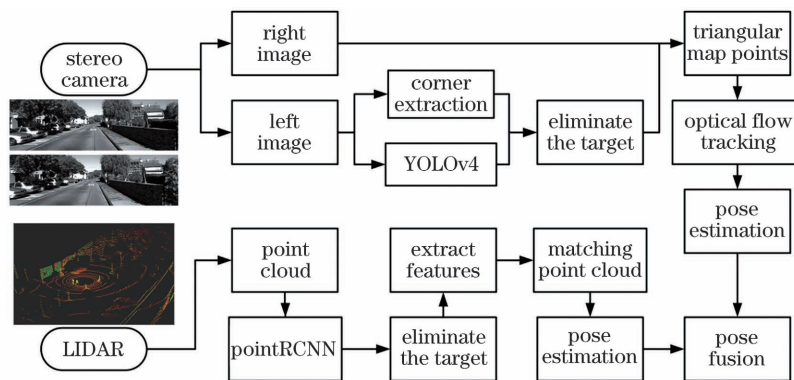 stereo
camera
right
image
triangular
map points
left
image
corner
extraction
YOLOv4
eliminate
the target
optical flow
tracking
pose
estimation
LIDAR
point
cloud
pointRCNN
eliminate
the target
extract
features
matching
point cloud
pose
estimation
pose
fusion